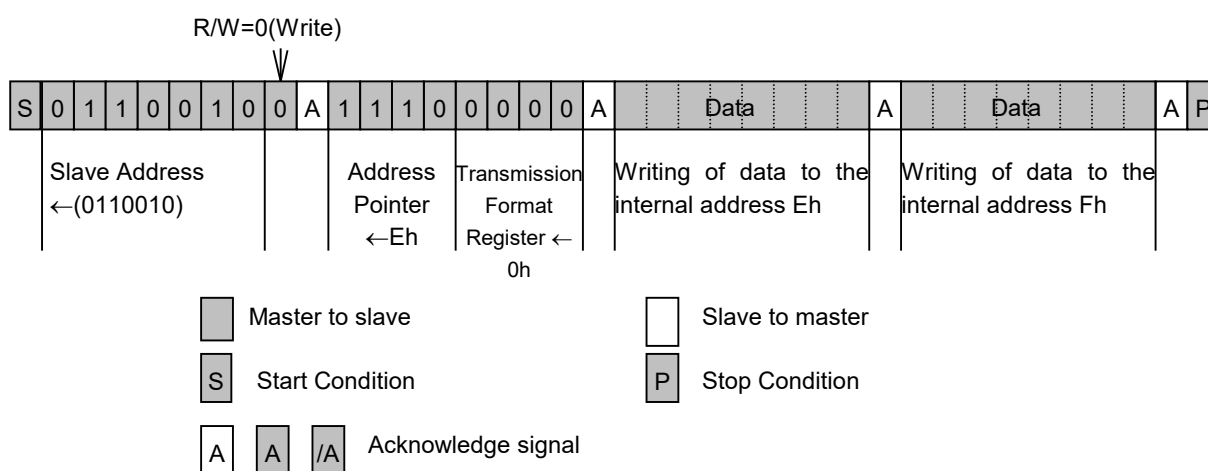 R/W=0(Write)
S 0 1 1 0 0 1 0 0 A 1 1 1 0 0 0 0 0 A Data A Data A P
Slave Address
←(0110010)
Address
Pointer
←Eh
Transmission
Format
Register ←
0h
Writing of data to the
internal address Eh
Writing of data to the
internal address Fh
Master to slave
Slave to master
S Start Condition
P Stop Condition
A A /A Acknowledge signal